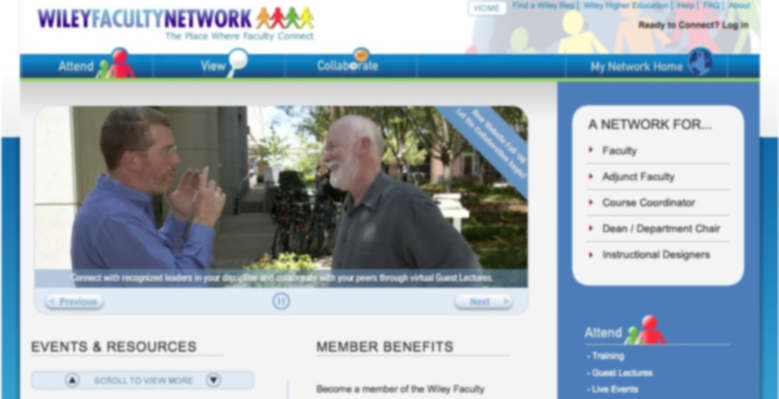 WILEYFACULTYNETWORK
The Place Where Faculty Connect
HOME
Find a Wiley Rep | Wiley Higher Education | Help | FAQ | About
Ready to Connect? Log in
Attend
View
Collaborate
My Network Home
New Website Fall '08
Let the Collaboration begin!
Connect with recognized leaders in your discipline and collaborate with your peers through virtual Guest Lectures.
< Previous
Next >
A NETWORK FOR...
Faculty
Adjunct Faculty
Course Coordinator
Dean / Department Chair
Instructional Designers
EVENTS & RESOURCES
SCROLL TO VIEW MORE
MEMBER BENEFITS
Become a member of the Wiley Faculty
Attend
- Training
- Guest Lectures
- Live Events